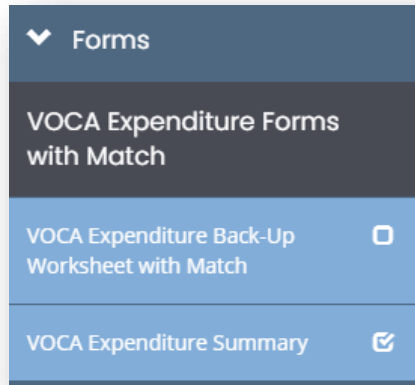 Forms
VOCA Expenditure Forms
with Match
VOCA Expenditure Back-Up
Worksheet with Match
VOCA Expenditure Summary